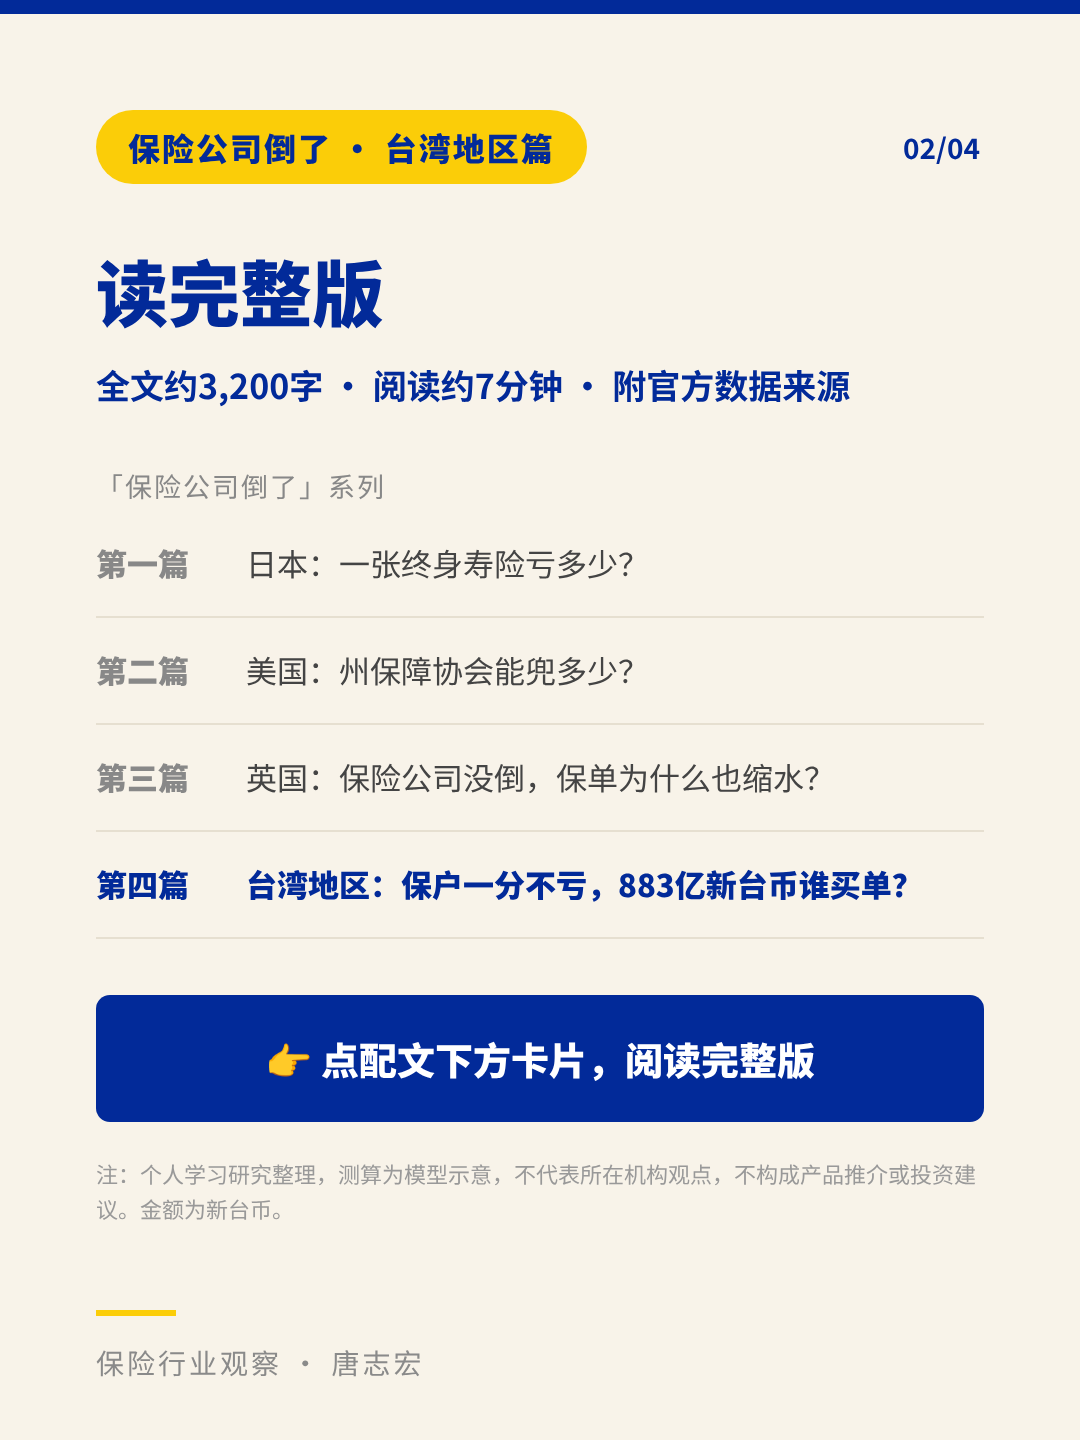 保险公司倒了 · 台湾地区篇
02/04
读完整版
全文约3,200字 · 阅读约7分钟 · 附官方数据来源
「保险公司倒了」系列
第一篇 日本：一张终身寿险亏多少？
第二篇 美国：州保障协会能兜多少？
第三篇 英国：保险公司没倒，保单为什么也缩水？
第四篇 台湾地区：保户一分不亏，883亿新台币谁买单?
👉 点配文下方卡片，阅读完整版
注：个人学习研究整理，测算为模型示意，不代表所在机构观点，不构成产品推介或投资建
议。金额为新台币。
保险行业观察 · 唐志宏